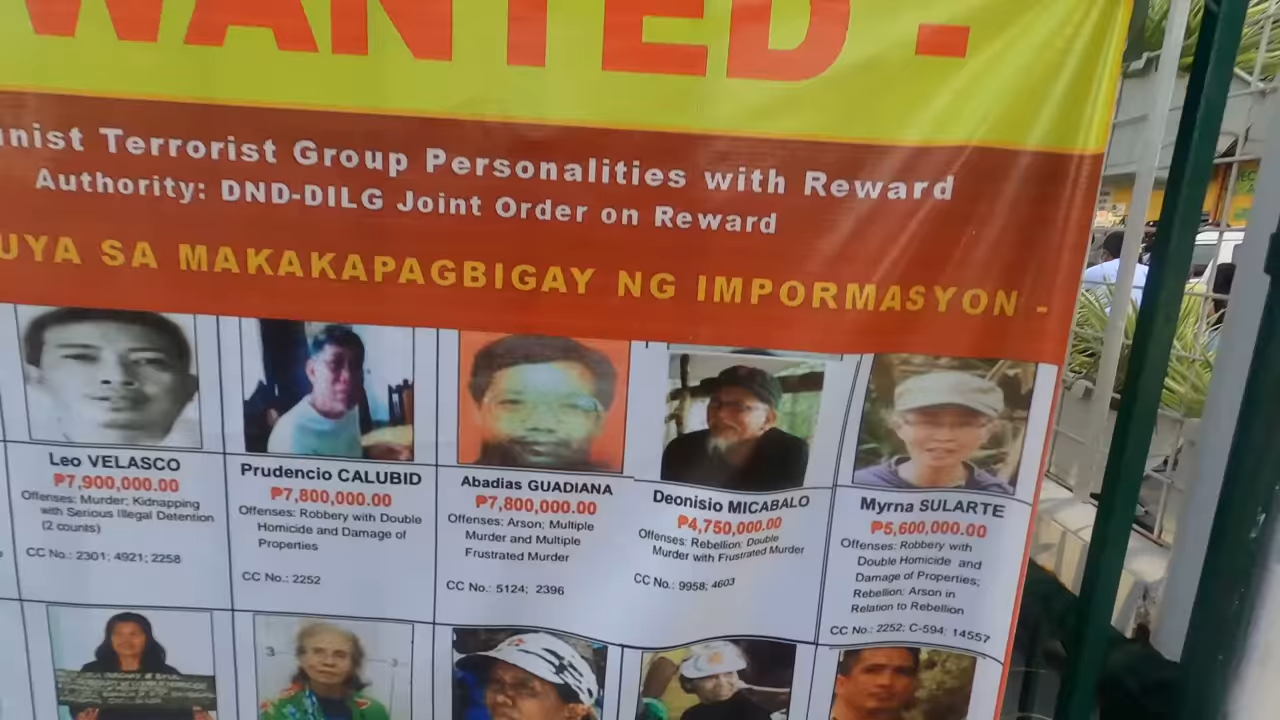 WANTED -
nist Terrorist Group Personalities with Reward
Authority: DND-DILG Joint Order on Reward
UYA SA MAKAKAPAGBIGAY NG IMPORMASYON -
Leo VELASCO
₱7,900,000.00
Offenses: Murder; Kidnapping
with Serious Illegal Detention
(2 counts)
CC No.: 2301; 4921; 2258
Prudencio CALUBID
₱7,800,000.00
Offenses: Robbery with Double
Homicide and Damage of
Properties
CC No.: 2252
Abadias GUADIANA
₱7,800,000.00
Offenses: Arson; Multiple
Murder and Multiple
Frustrated Murder
CC No.: 5124; 2396
Deonisio MICABALO
₱4,750,000.00
Offenses: Rebellion; Double
Murder with Frustrated Murder
CC No.: 9958; 4603
Myrna SULARTE
₱5,600,000.00
Offenses: Robbery with
Double Homicide and
Damage of Properties;
Rebellion; Arson in
Relation to Rebellion
CC No.: 2252; C-594; 14557
3
3